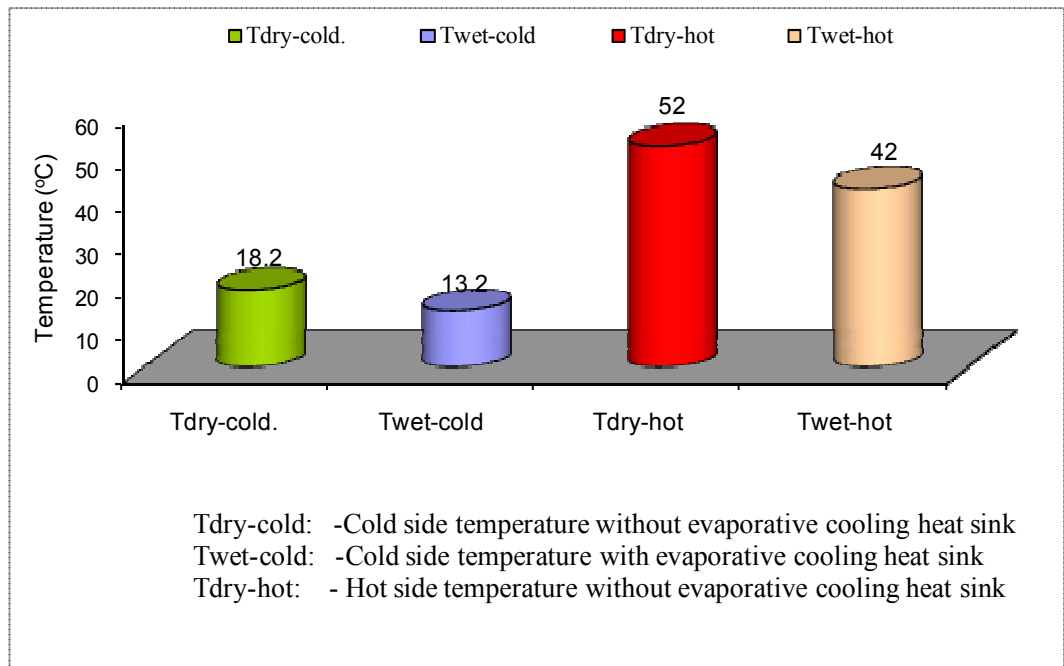 Tdry-cold. Twet-cold Tdry-hot Twet-hot
52
42
18.2
13.2
Temperature (ºC)
60
50
40
30
20
10
0
Tdry-cold. Twet-cold Tdry-hot Twet-hot
Tdry-cold: -Cold side temperature without evaporative cooling heat sink
Twet-cold: -Cold side temperature with evaporative cooling heat sink
Tdry-hot: - Hot side temperature without evaporative cooling heat sink